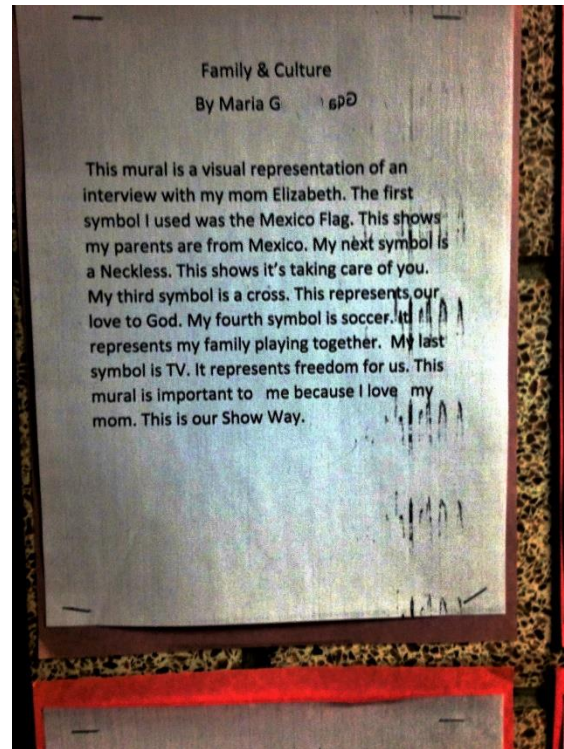 Family & Culture
By Maria G
This mural is a visual representation of an
interview with my mom Elizabeth. The first
symbol I used was the Mexico Flag. This shows
my parents are from Mexico. My next symbol is
a Neckless. This shows it's taking care of you.
My third symbol is a cross. This represents our
love to God. My fourth symbol is soccer. It
represents my family playing together. My last
symbol is TV. It represents freedom for us. This
mural is important to me because I love my
mom. This is our Show Way.